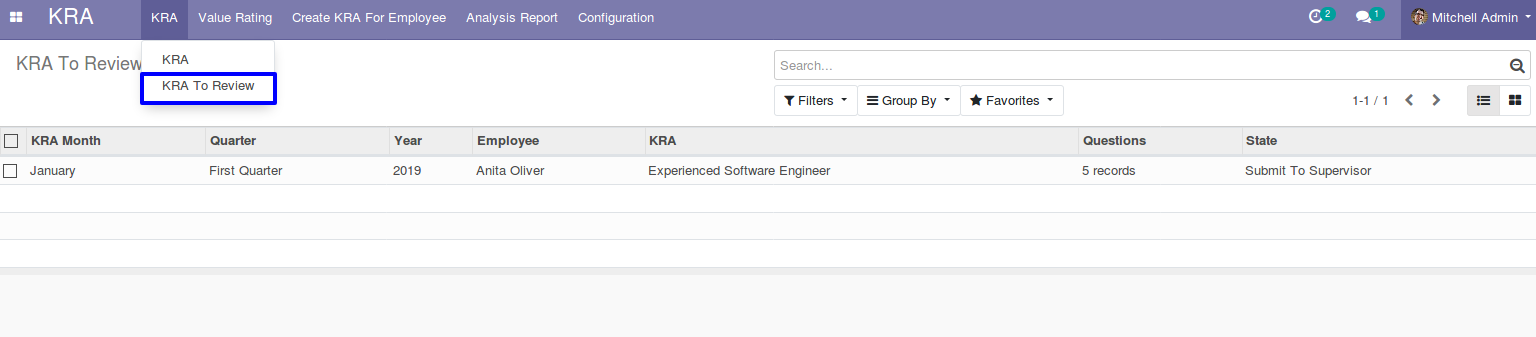 KRA KRA Value Rating Create KRA For Employee Analysis Report Configuration 2 1 Mitchell Admin
KRA To Review
KRA
KRA To Review
Search...
Filters Group By Favorites 1-1 / 1
KRA Month Quarter Year Employee KRA Questions State
January First Quarter 2019 Anita Oliver Experienced Software Engineer 5 records Submit To Supervisor